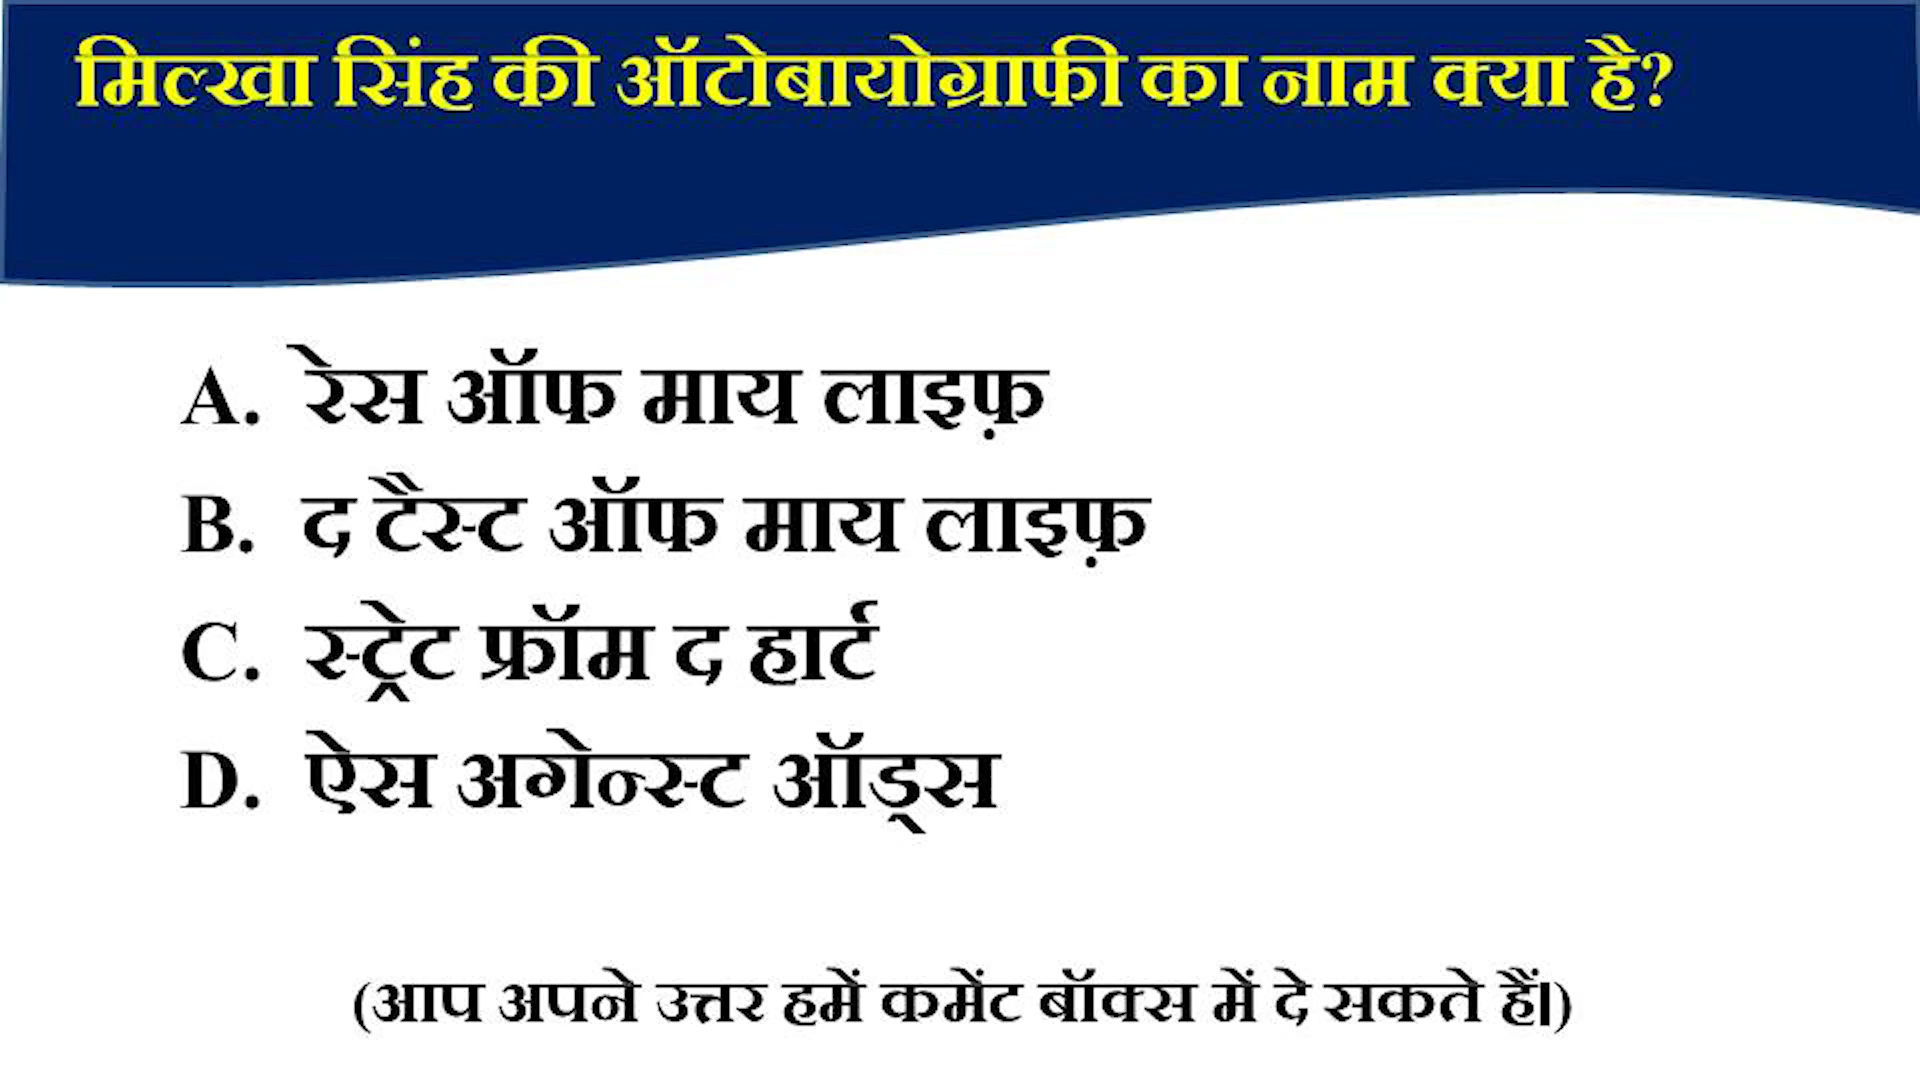 मिल्खा सिंह की ऑटोबायोग्राफी का नाम क्या है?
A. रेस ऑफ माय लाइफ़
B. द टैस्ट ऑफ माय लाइफ़
C. स्ट्रेट फ्रॉम द हार्ट
D. ऐस अगेन्स्ट ऑड्स
(आप अपने उत्तर हमें कमेंट बॉक्स में दे सकते हैं।)